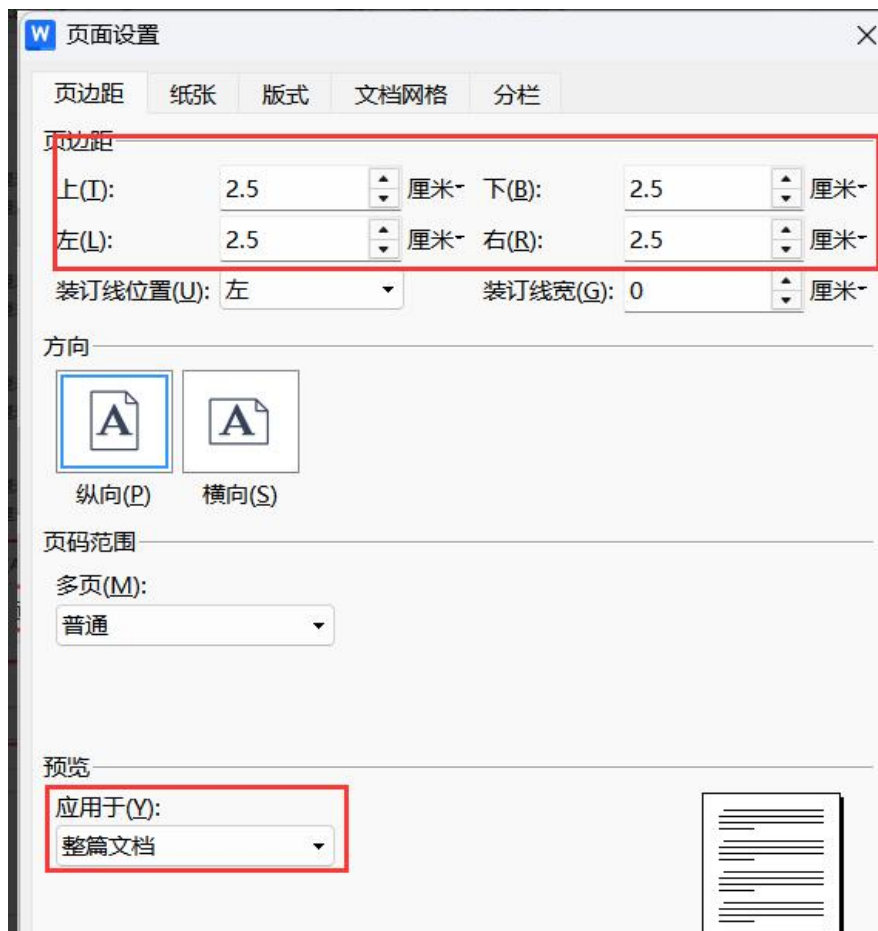 W 页面设置
页边距 纸张 版式 文档网格 分栏
页边距
上(T): 2.5 厘米 下(B): 2.5 厘米
左(L): 2.5 厘米 右(R): 2.5 厘米
装订线位置(U): 左 装订线宽(G): 0 厘米
方向
A A
纵向(P) 横向(S)
页码范围
多页(M):
普通
预览
应用于(Y):
整篇文档